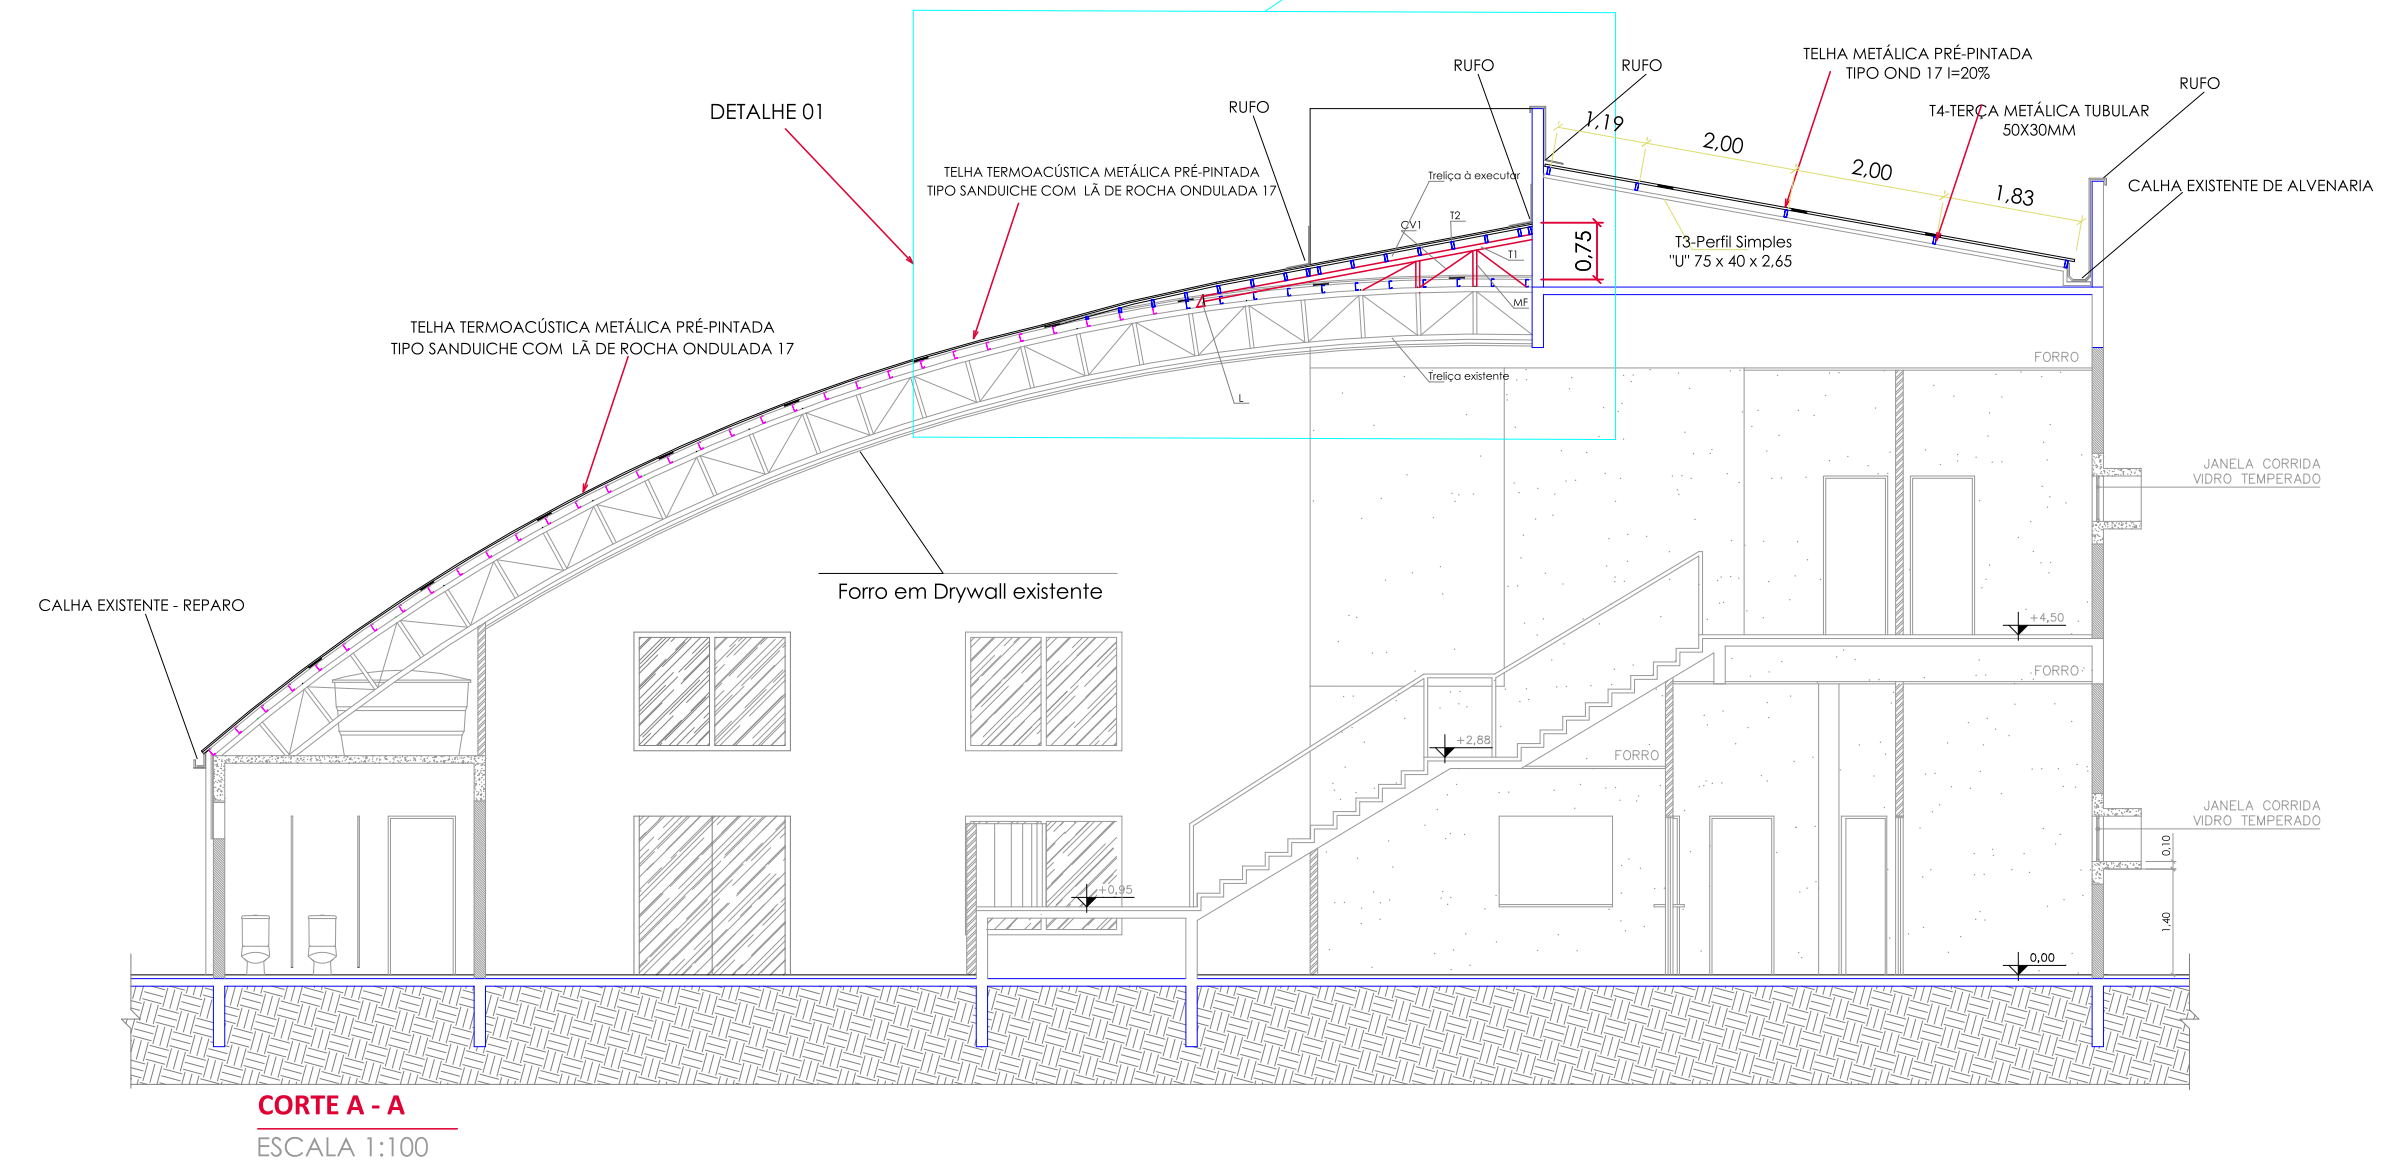 TELHA METÁLICA PRÉ-PINTADA
TIPO OND 17 I=20%
RUFO
RUFO
RUFO
RUFO
DETALHE 01
T4-TERÇA METÁLICA TUBULAR
50X30MM
1,19
2,00
2,00
1,83
TELHA TERMOACÚSTICA METÁLICA PRÉ-PINTADA
TIPO SANDUICHE COM LÃ DE ROCHA ONDULADA 17
Treliça à executar
CALHA EXISTENTE DE ALVENARIA
T2
CV1
T1
0,75
T3-Perfil Simples
"U" 75 x 40 x 2,65
MF
TELHA TERMOACÚSTICA METÁLICA PRÉ-PINTADA
TIPO SANDUICHE COM LÃ DE ROCHA ONDULADA 17
FORRO
Treliça existente
L
JANELA CORRIDA
VIDRO TEMPERADO
Forro em Drywall existente
CALHA EXISTENTE - REPARO
+4,50
FORRO
+2,88
FORRO
JANELA CORRIDA
VIDRO TEMPERADO
0,10
+0,95
1,40
0,00
CORTE A - A
ESCALA 1:100